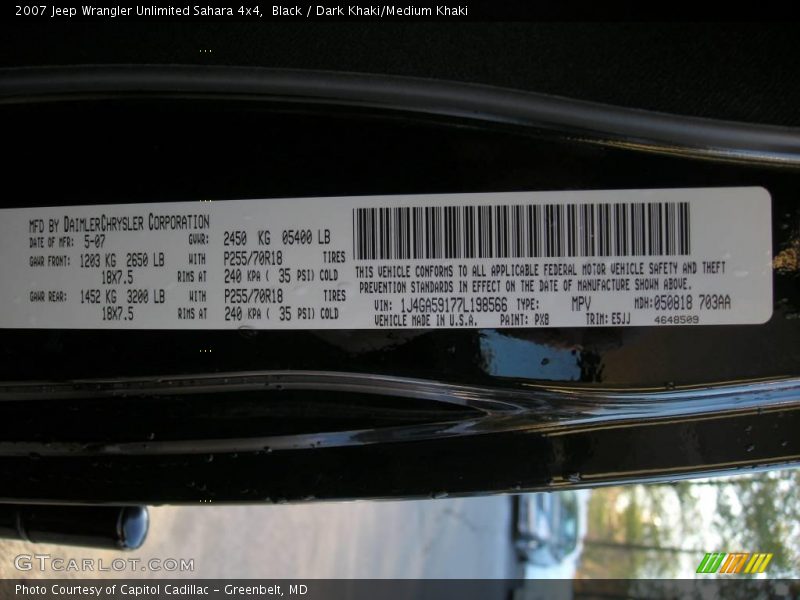 2007 Jeep Wrangler Unlimited Sahara 4x4, Black / Dark Khaki/Medium Khaki
MFD BY DAIMLERCHRYSLER CORPORATION
DATE OF MFR: 5-07 GVWR: 2450 KG 05400 LB
GAWR FRONT: 1203 KG 2650 LB WITH P255/70R18 TIRES
18X7.5 RIMS AT 240 KPA ( 35 PSI) COLD
GAWR REAR: 1452 KG 3200 LB WITH P255/70R18 TIRES
18X7.5 RIMS AT 240 KPA ( 35 PSI) COLD
THIS VEHICLE CONFORMS TO ALL APPLICABLE FEDERAL MOTOR VEHICLE SAFETY AND THEFT
PREVENTION STANDARDS IN EFFECT ON THE DATE OF MANUFACTURE SHOWN ABOVE.
VIN: 1J4GA59177L198566 TYPE: MPV MDH: 050818 703AA
VEHICLE MADE IN U.S.A. PAINT: PX8 TRIM: E5JJ 4648509
GTCARLOT.COM
Photo Courtesy of Capitol Cadillac - Greenbelt, MD